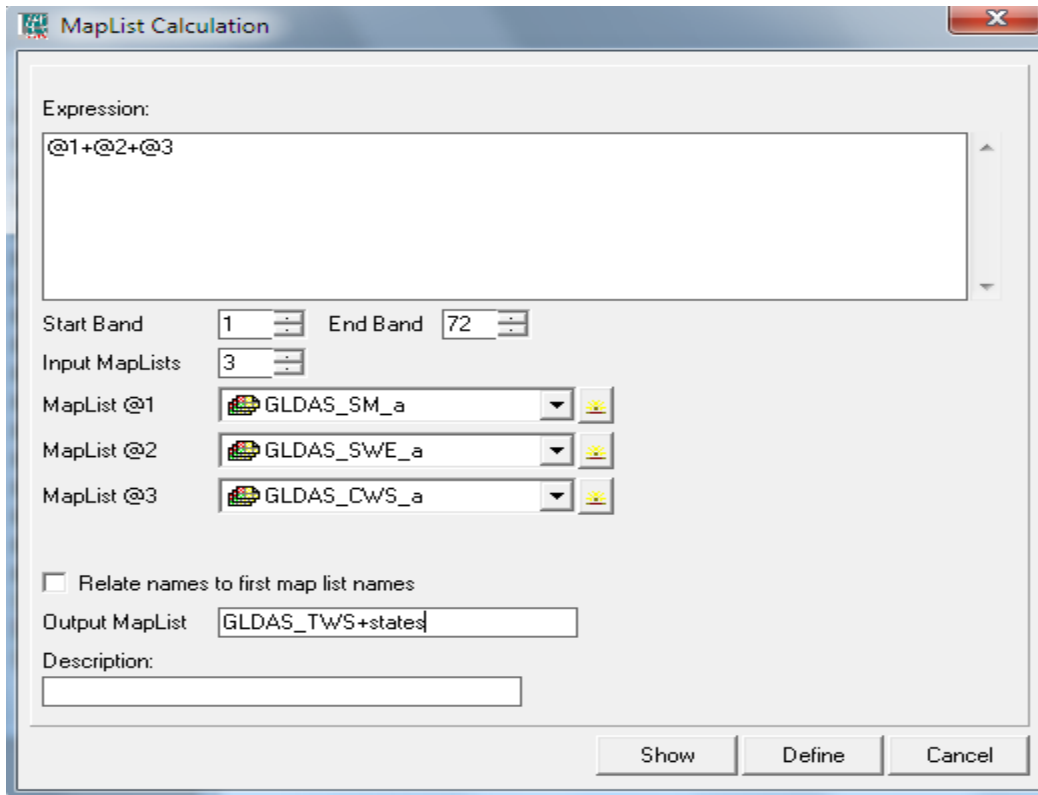 MapList Calculation
Expression:
@1+@2+@3
Start Band 1 End Band 72
Input MapLists 3
MapList @1 GLDAS_SM_a
MapList @2 GLDAS_SWE_a
MapList @3 GLDAS_CWS_a
Relate names to first map list names
Output MapList GLDAS_TWS+states
Description:
Show Define Cancel